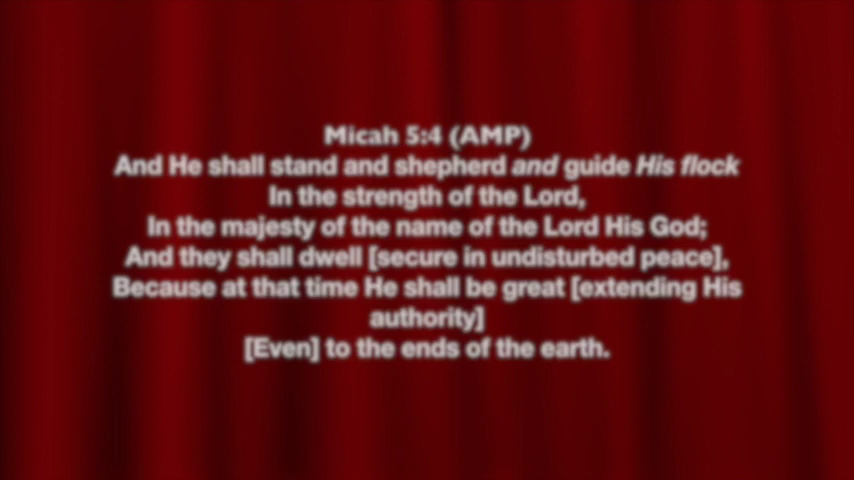 Micah 5:4 (AMP)
And He shall stand and shepherd and guide His flock
In the strength of the Lord,
In the majesty of the name of the Lord His God;
And they shall dwell [secure in undisturbed peace],
Because at that time He shall be great [extending His
authority]
[Even] to the ends of the earth.